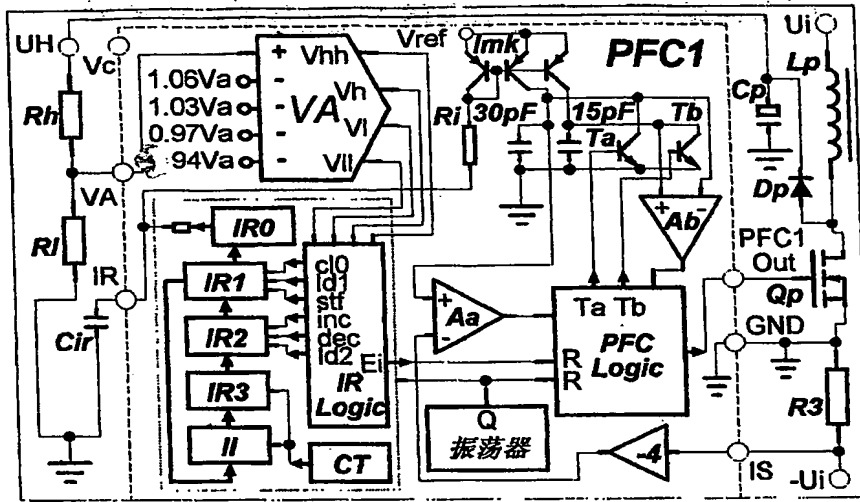 UH
Vc
Rh
VA
Rl
IR
Cir
1.06Va
1.03Va
0.97Va
94Va
+
-
-
-
-
VA
Vhh
Vh
Vl
Vll
Vref
Imk
PFC1
Ri
30pF
15pF
Ta
Tb
+
-
Ab
Ui
Lp
Cp
Dp
PFC1
Out
Qp
GND
R3
IS
-Ui
IR0
IR1
IR2
IR3
II
CT
cl0
ld1
stf
inc
dec
ld2
Ei
IR
Logic
+
-
Aa
Ta Tb
PFC
Logic
R
R
Q
振荡器
-4